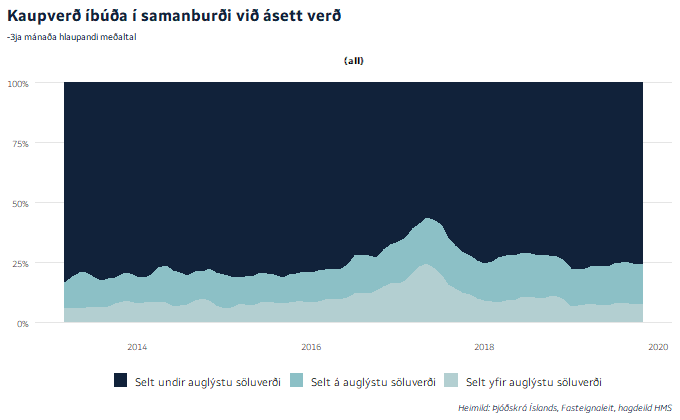 Kaupverð íbúða í samanburði við ásett verð
-3ja mánaða hlaupandi meðaltal
(all)
100%
75%
50%
25%
0%
2014 2016 2018 2020
Selt undir auglýstu söluverði Selt á auglýstu söluverði Selt yfir auglýstu söluverði
Heimild: Þjóðskrá Íslands, Fasteignaleit, hagdeild HMS